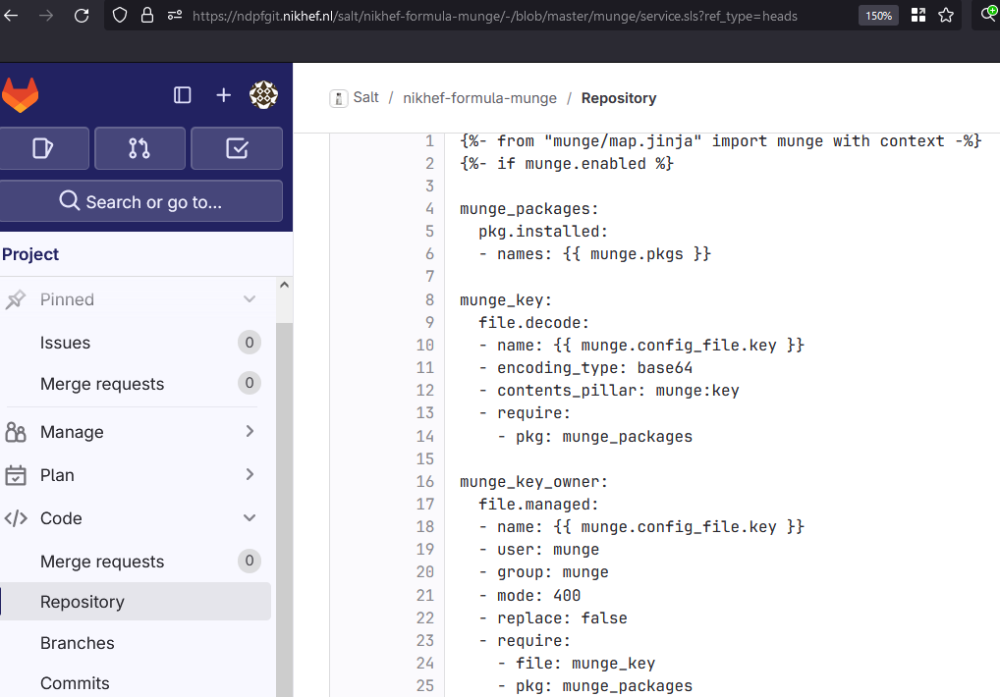 https://ndpfgit.nikhef.nl/salt/nikhef-formula-munge/-/blob/master/munge/service.sls?ref_type=heads
150%
Search or go to...
Project
Pinned
Issues 0
Merge requests 0
Manage
Plan
Code
Merge requests 0
Repository
Branches
Commits
Salt / nikhef-formula-munge / Repository
1 {%- from "munge/map.jinja" import munge with context -%}
2 {%- if munge.enabled %}
3
4 munge_packages:
5   pkg.installed:
6   - names: {{ munge.pkgs }}
7
8 munge_key:
9   file.decode:
10   - name: {{ munge.config_file.key }}
11   - encoding_type: base64
12   - contents_pillar: munge:key
13   - require:
14     - pkg: munge_packages
15
16 munge_key_owner:
17   file.managed:
18   - name: {{ munge.config_file.key }}
19   - user: munge
20   - group: munge
21   - mode: 400
22   - replace: false
23   - require:
24     - file: munge_key
25     - pkg: munge_packages